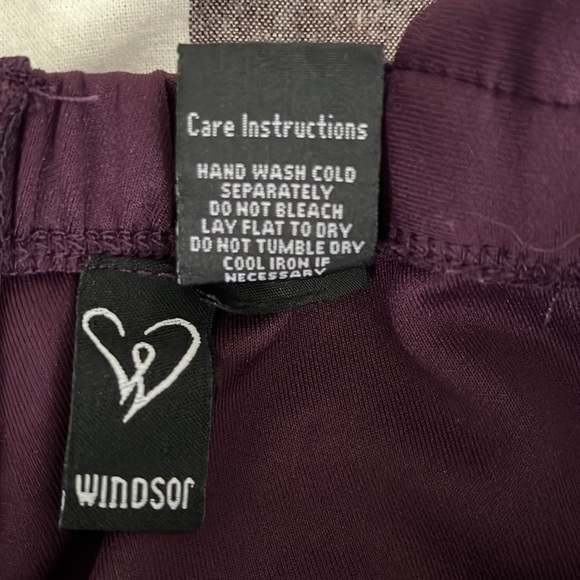 Care Instructions
HAND WASH COLD
SEPARATELY
DO NOT BLEACH
LAY FLAT TO DRY
DO NOT TUMBLE DRY
COOL IRON IF
NECESSARY
WINDSOR